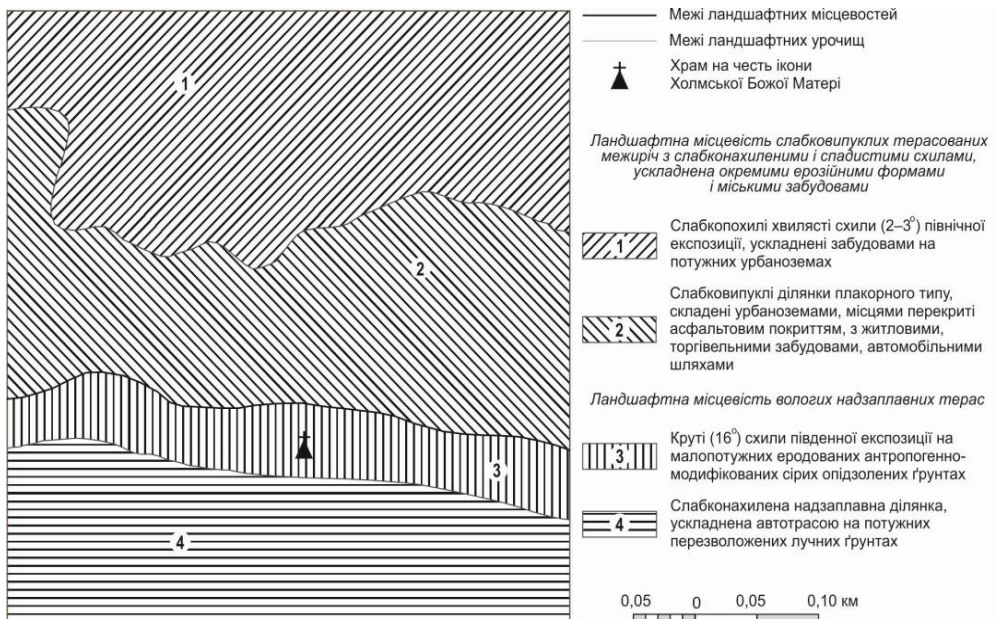 Межі ландшафтних місцевостей
Межі ландшафтних урочищ
Храм на честь ікони
Холмської Божої Матері
Ландшафтна місцевість слабковипуклих терасованих
межиріч з слабконахиленими і спадистими схилами,
ускладнена окремими ерозійними формами
і міськими забудовами
1
Слабкопохилі хвилясті схили (2–3°) північної
експозиції, ускладнені забудовами на
потужних урбаноземах
2
Слабковипуклі ділянки плакорного типу,
складені урбаноземами, місцями перекриті
асфальтовим покриттям, з житловими,
торгівельними забудовами, автомобільними
шляхами
Ландшафтна місцевість вологих надзаплавних терас
3
Круті (16°) схили південної експозиції на
малопотужних еродованих антропогенно-
модифікованих сірих опідзолених ґрунтах
4
Слабконахилена надзаплавна ділянка,
ускладнена автотрасою на потужних
перезволожених лучних ґрунтах
0,05 0 0,05 0,10 км
1
2
3
4